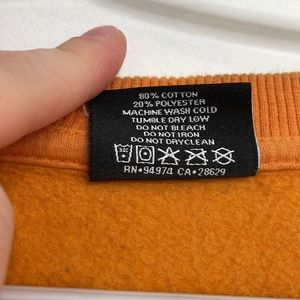 80% COTTON
20% POLYESTER
MACHINE WASH COLD
TUMBLE DRY LOW
DO NOT BLEACH
DO NOT IRON
DO NOT DRYCLEAN
30
RN*94974 CA*28629